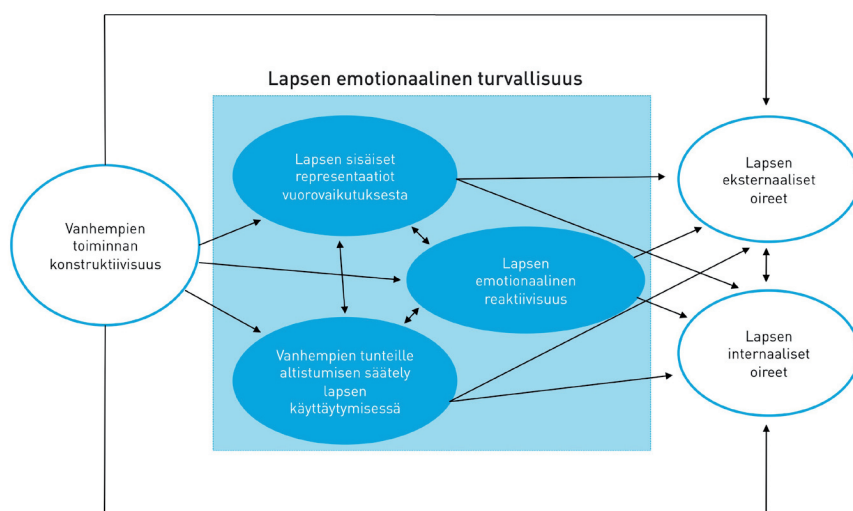 Lapsen emotionaalinen turvallisuus
Vanhempien
toiminnan
konstruktiivisuus
Lapsen sisäiset
representaatiot
vuorovaikutuksesta
Lapsen
emotionaalinen
reaktiivisuus
Vanhempien tunteille
altistumisen säätely
lapsen
käyttäytymisessä
Lapsen
eksternaaliset
oireet
Lapsen
internaaliset
oireet